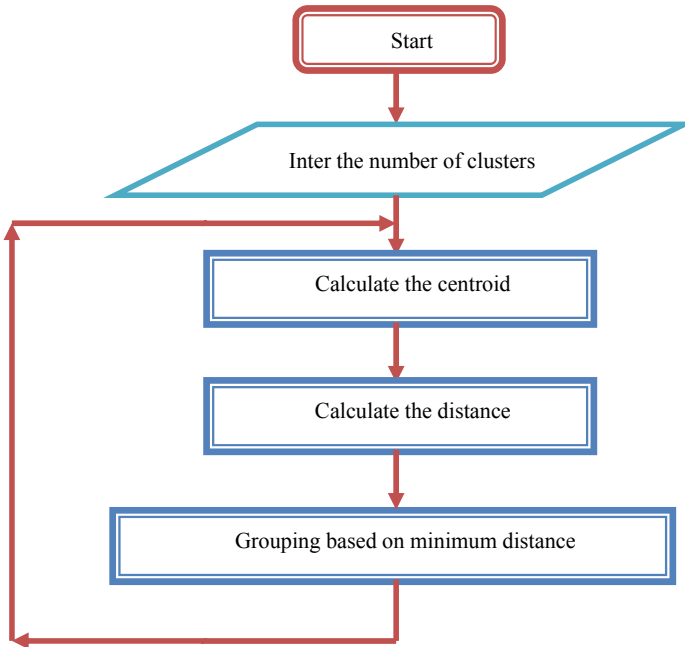 Start
Inter the number of clusters
Calculate the centroid
Calculate the distance
Grouping based on minimum distance